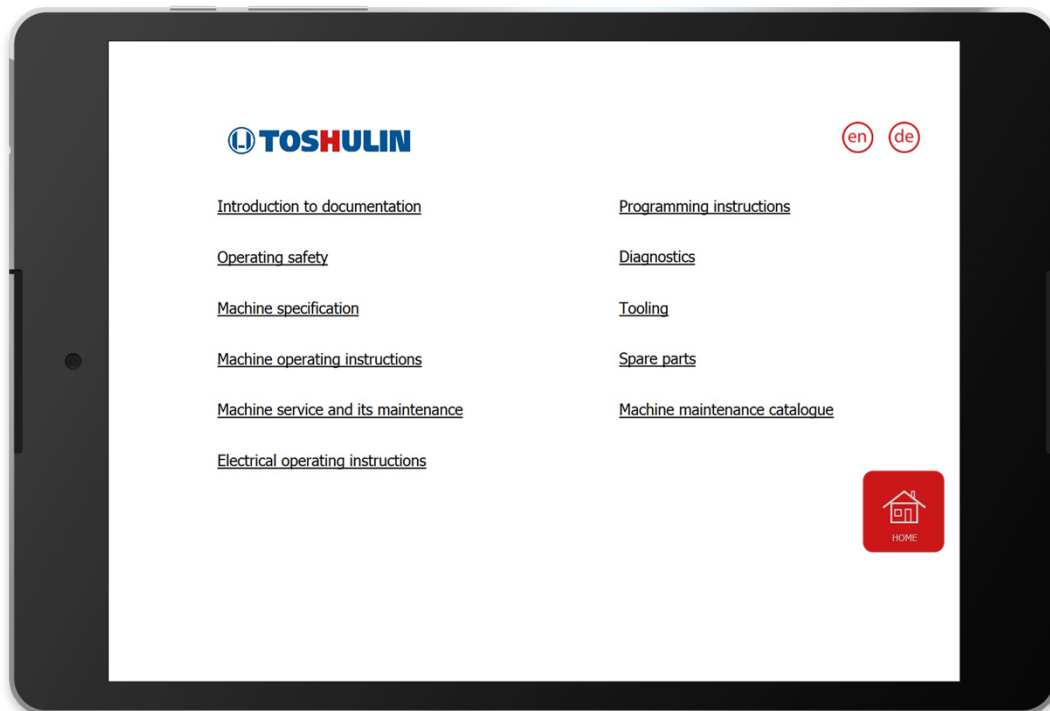 TOSHULIN
en de
Introduction to documentation
Operating safety
Machine specification
Machine operating instructions
Machine service and its maintenance
Electrical operating instructions
Programming instructions
Diagnostics
Tooling
Spare parts
Machine maintenance catalogue
HOME